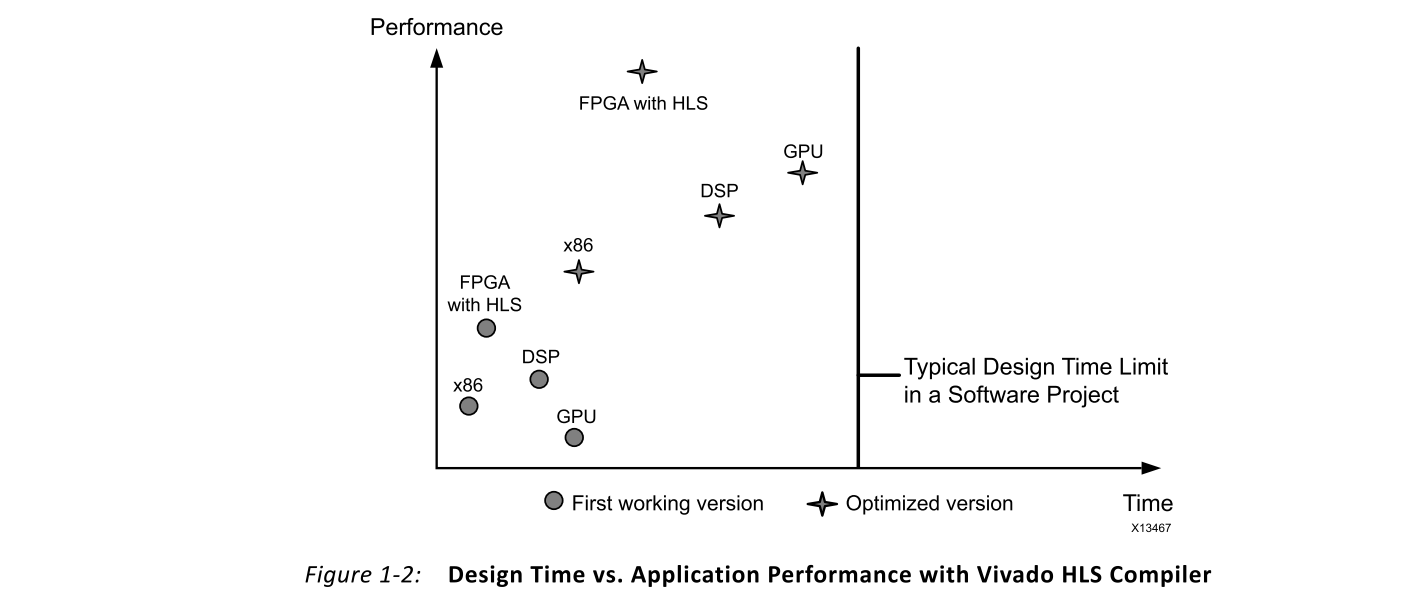 Performance
FPGA with HLS
GPU
DSP
x86
FPGA
with HLS
DSP
x86
GPU
Typical Design Time Limit
in a Software Project
First working version
Optimized version
Time
X13467
Figure 1-2: Design Time vs. Application Performance with Vivado HLS Compiler